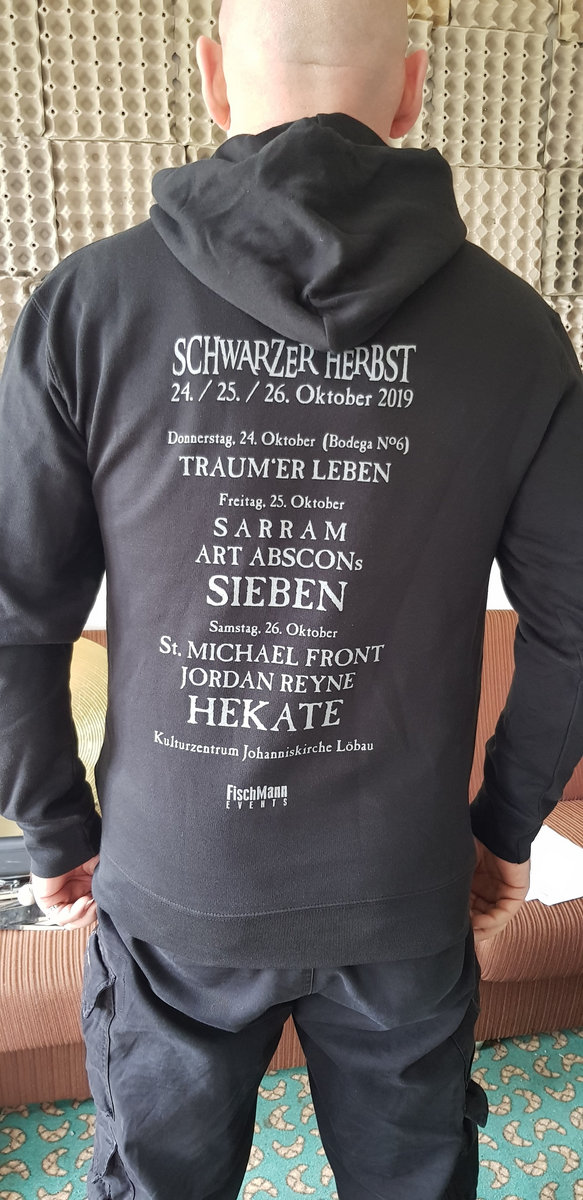 SCHWARZER HERBST
24. / 25. / 26. Oktober 2019
Donnerstag, 24. Oktober (Bodega Nº6)
TRAUM'ER LEBEN
Freitag, 25. Oktober
SARRAM
ART ABSCONs
SIEBEN
Samstag, 26. Oktober
St. MICHAEL FRONT
JORDAN REYNE
HEKATE
Kulturzentrum Johanniskirche Löbau
FischMann
EVENTS